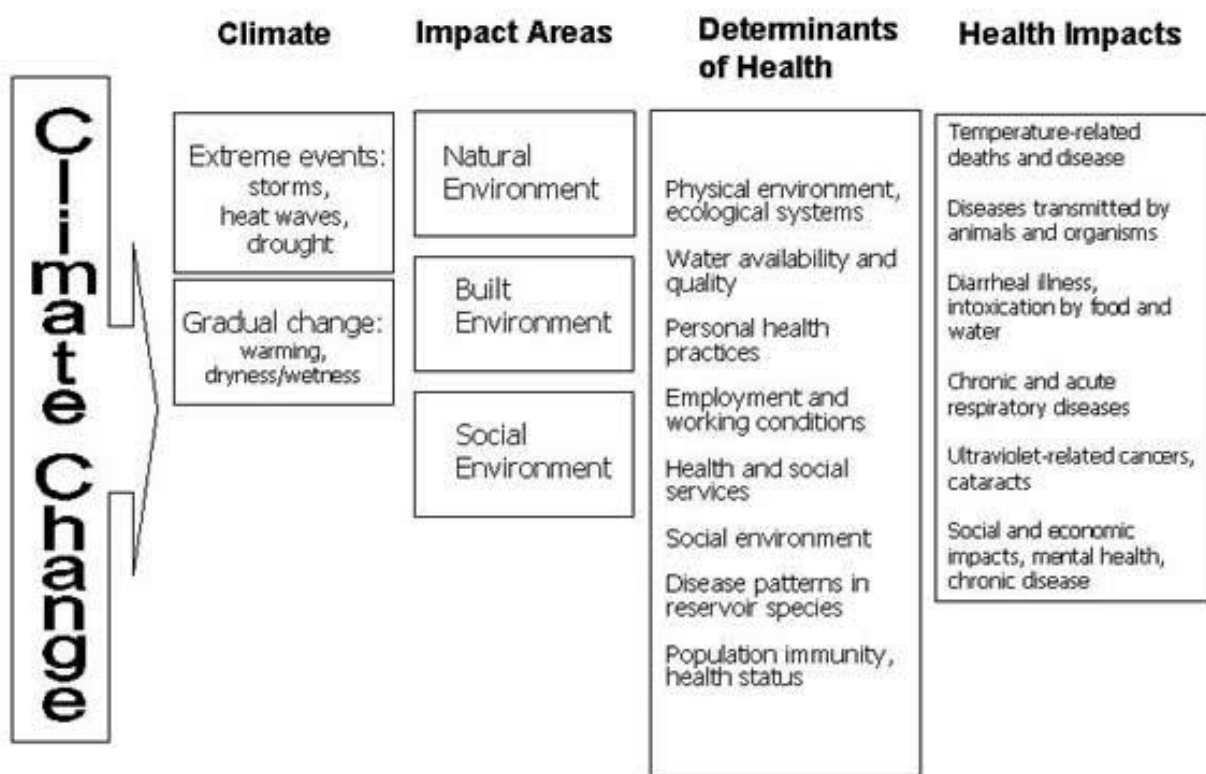 Climate Change
Climate
Extreme events:
storms,
heat waves,
drought
Gradual change:
warming,
dryness/wetness
Impact Areas
Natural
Environment
Built
Environment
Social
Environment
Determinants
of Health
Physical environment,
ecological systems
Water availability and
quality
Personal health
practices
Employment and
working conditions
Health and social
services
Social environment
Disease patterns in
reservoir species
Population immunity,
health status
Health Impacts
Temperature-related
deaths and disease
Diseases transmitted by
animals and organisms
Diarrheal illness,
intoxication by food and
water
Chronic and acute
respiratory diseases
Ultraviolet-related cancers,
cataracts
Social and economic
impacts, mental health,
chronic disease